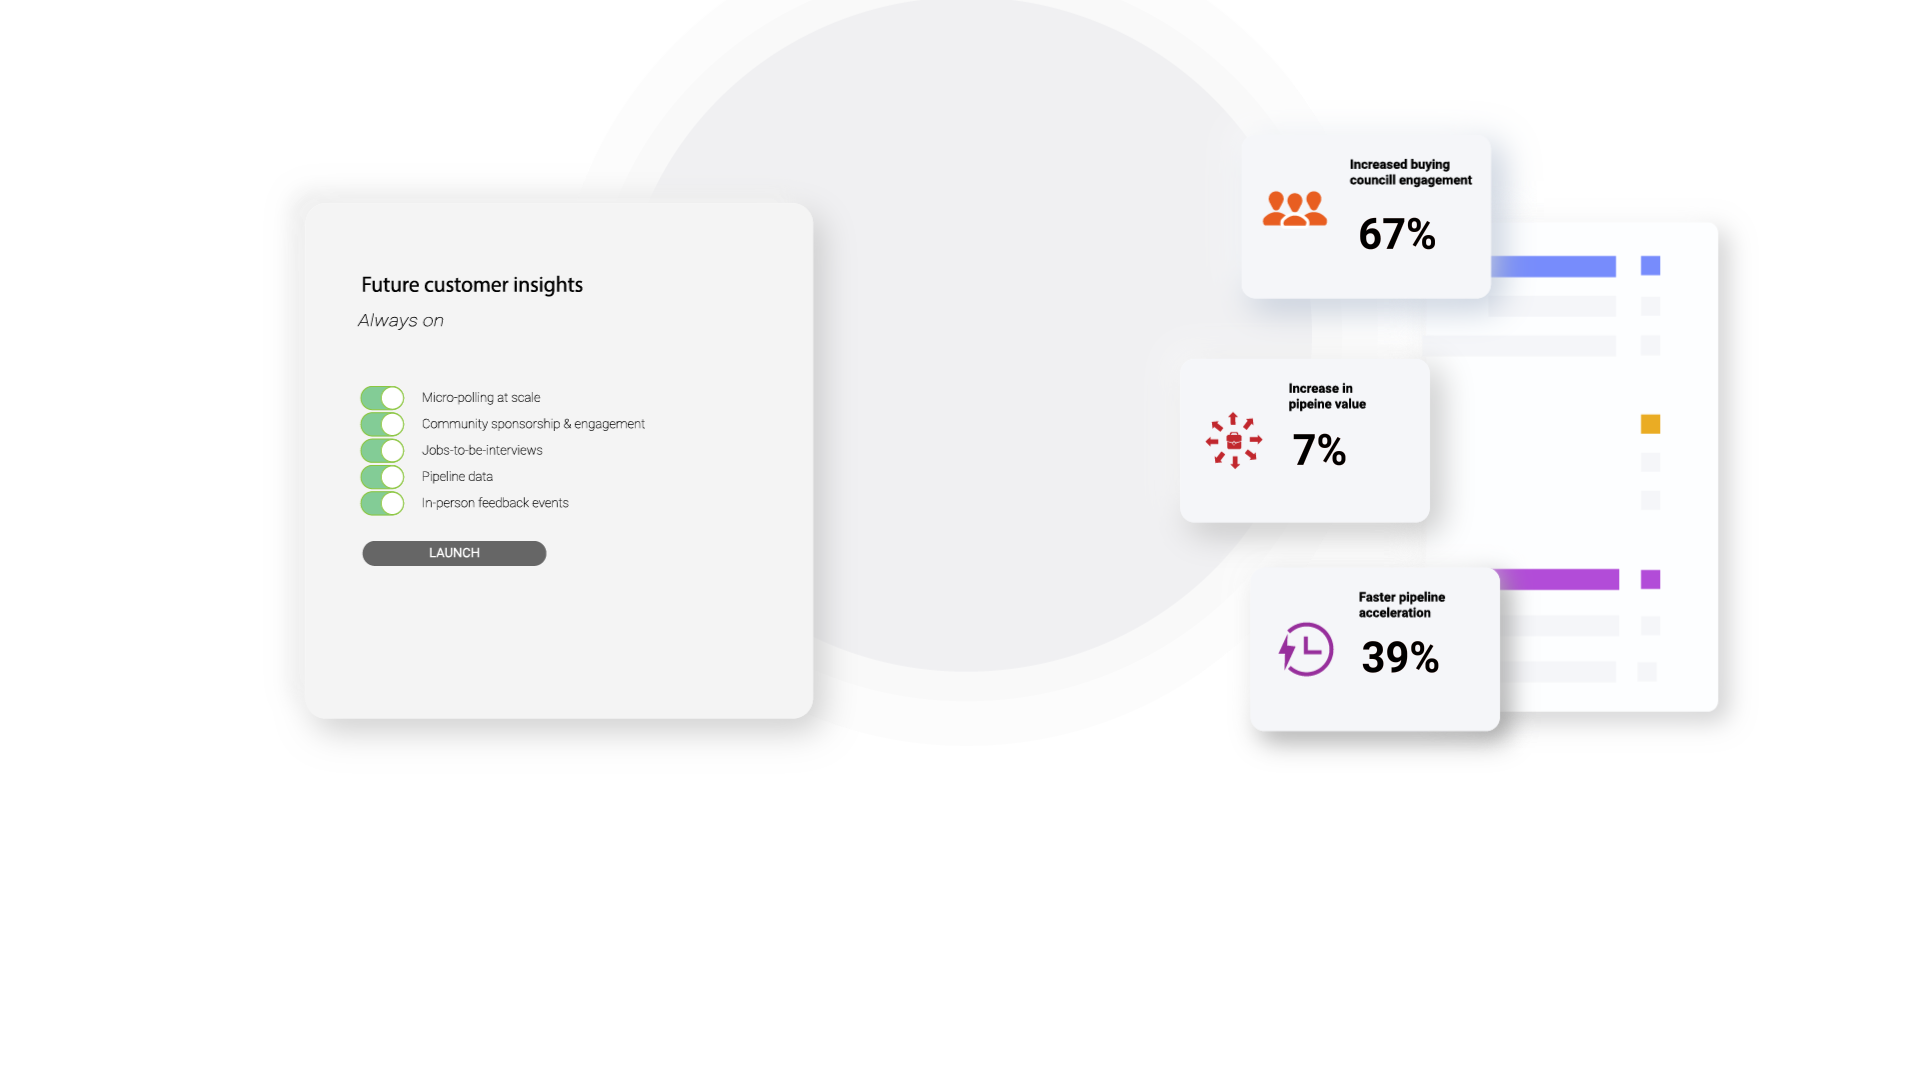 Future customer insights
Always on
Micro-polling at scale
Community sponsorship & engagement
Jobs-to-be-interviews
Pipeline data
In-person feedback events
LAUNCH
Increased buying
councill engagement
67%
Increase in
pipeine value
7%
Faster pipeline
acceleration
39%